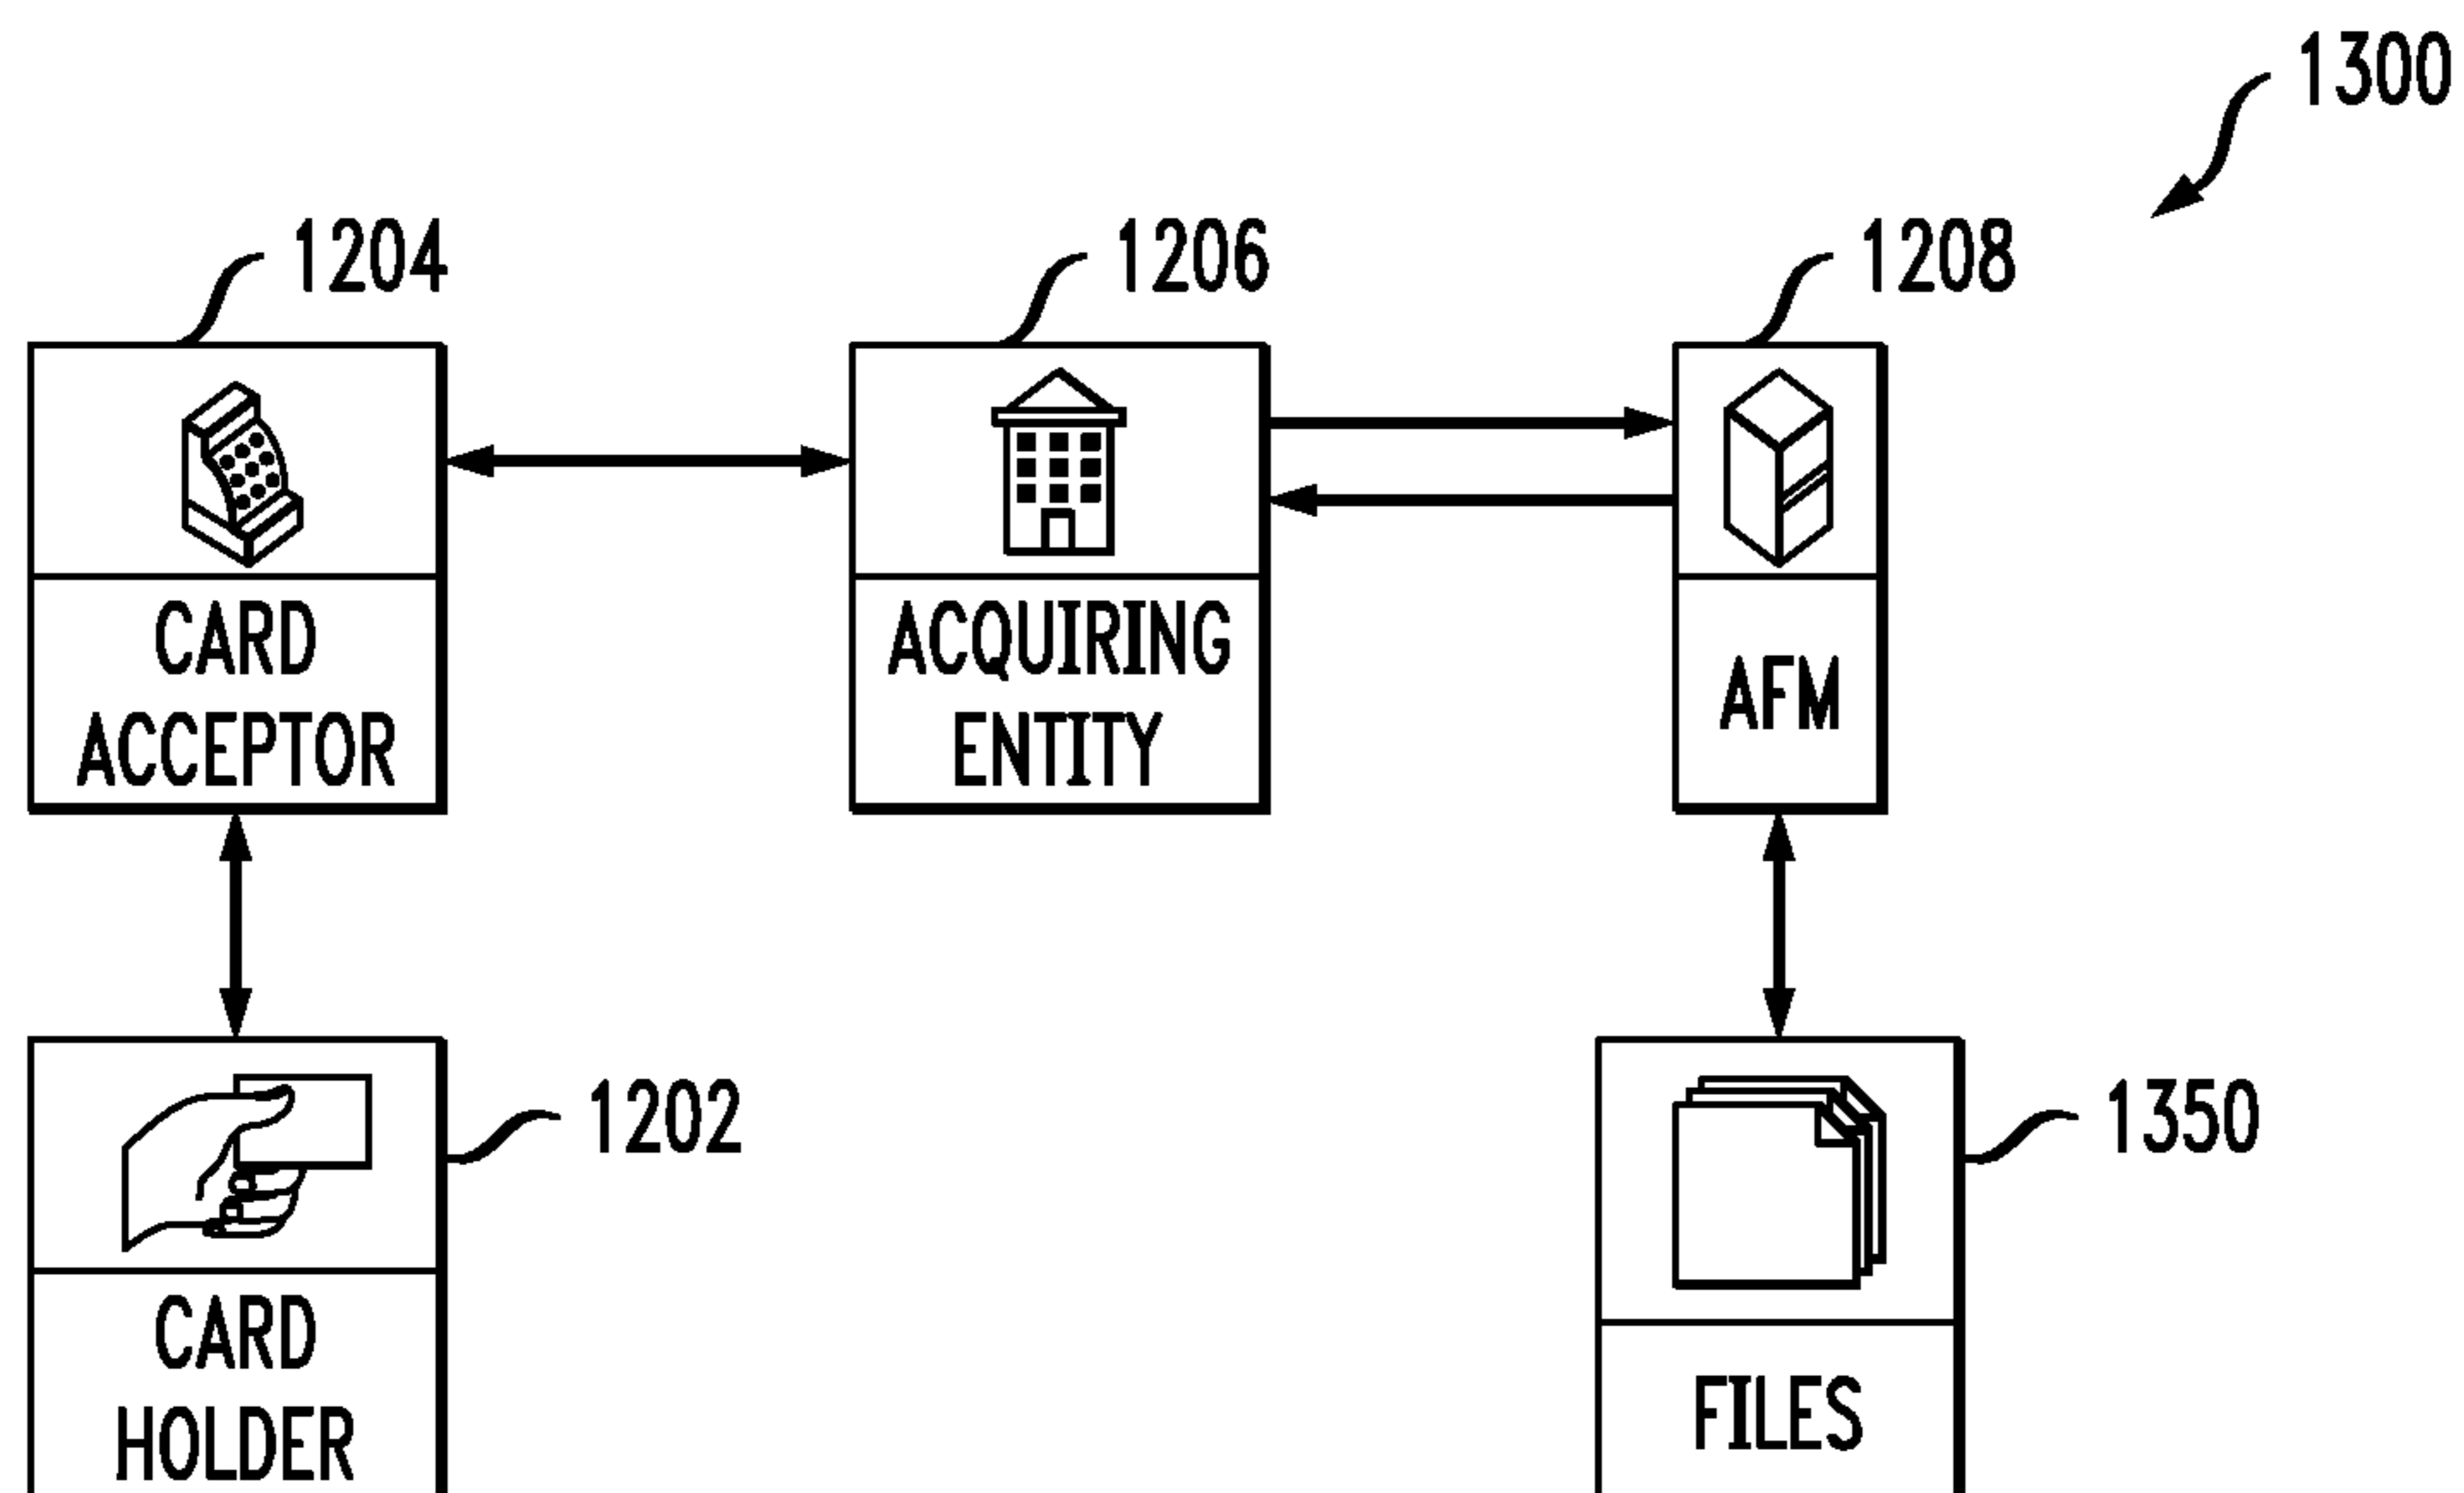 1300
1204
1206
1208
CARD
ACCEPTOR
ACQUIRING
ENTITY
AFM
1202
1350
CARD
HOLDER
FILES